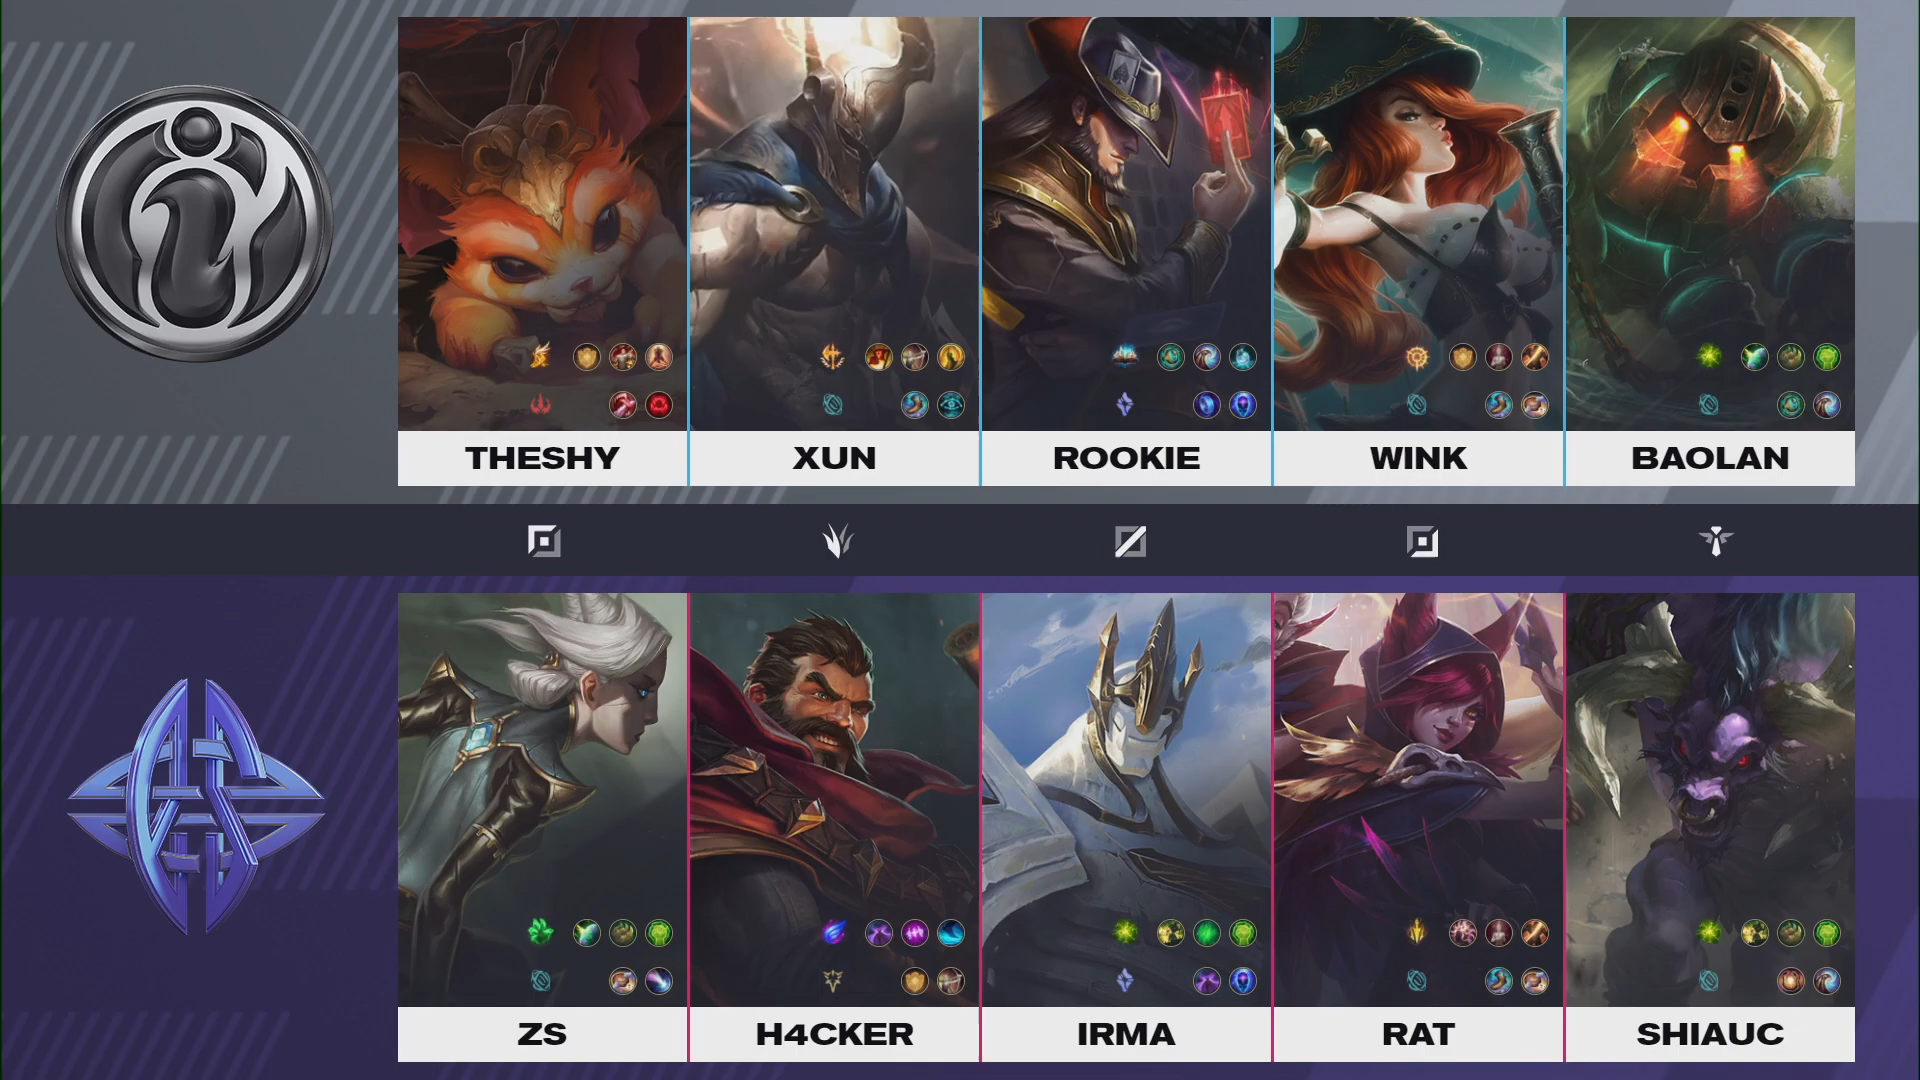 THESHY
XUN
ROOKIE
WINK
BAOLAN
ZS
H4CKER
IRMA
RAT
SHIAUC